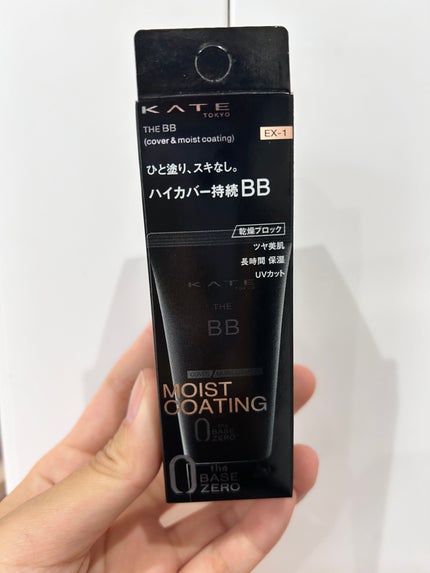 KATE
TOKYO
THE BB
(cover & moist coating)
EX-1
ひと塗り、スキなし。
ハイカバー持続BB
乾燥ブロック
ツヤ美肌
長時間 保湿
UVカット
KATE
TOKYO
THE
BB
MOIST
COATING
0 the
BASE
ZERO
0 the
BASE
ZERO